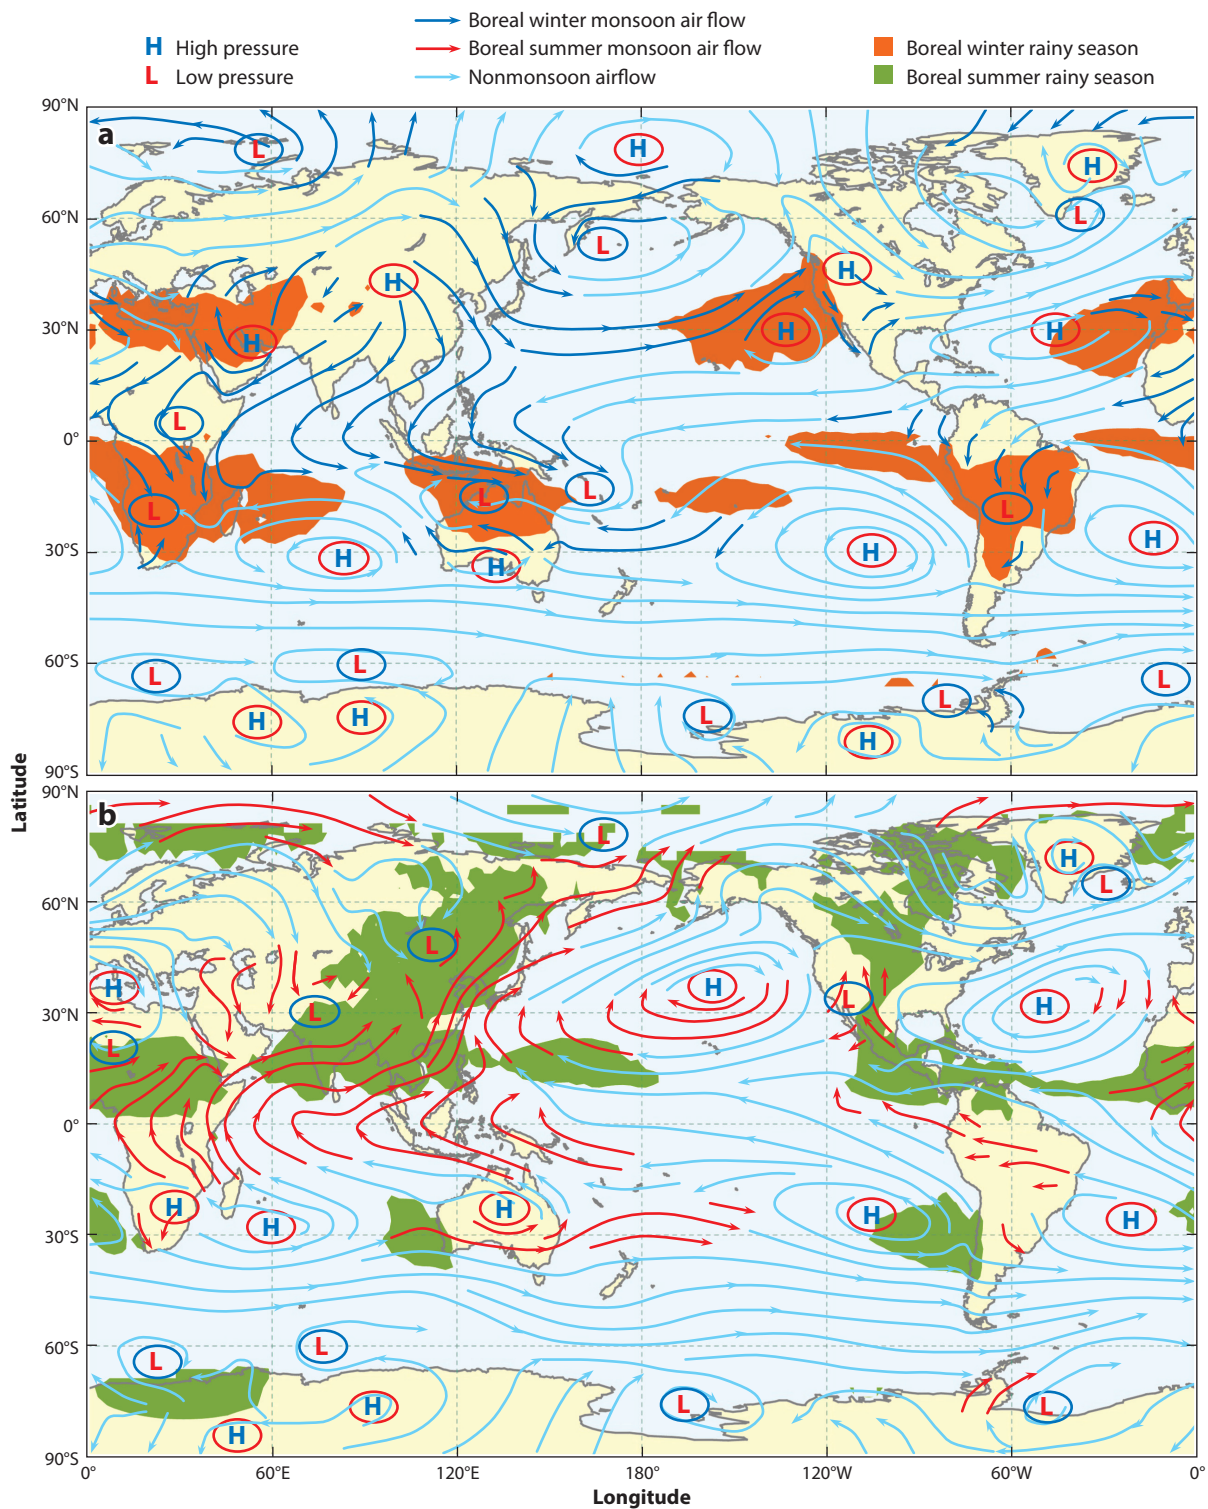 Boreal winter monsoon air flow
H High pressure
Boreal summer monsoon air flow
Boreal winter rainy season
L Low pressure
Nonmonsoon airflow
Boreal summer rainy season
90°N
a
L H H
60°N
L L
H H
30°N
H H H
L
0°
L L L L
30°S
H H H H
60°S
L L L L L
H H H
90°S
Latitude
90°N
b
L
H L
60°N
L
H H L H
30°N
L
L
0°
H H H H H
30°S
60°S
L L
H L L
H
90°S
0° 60°E 120°E 180° 120°W 60°W 0°
Longitude